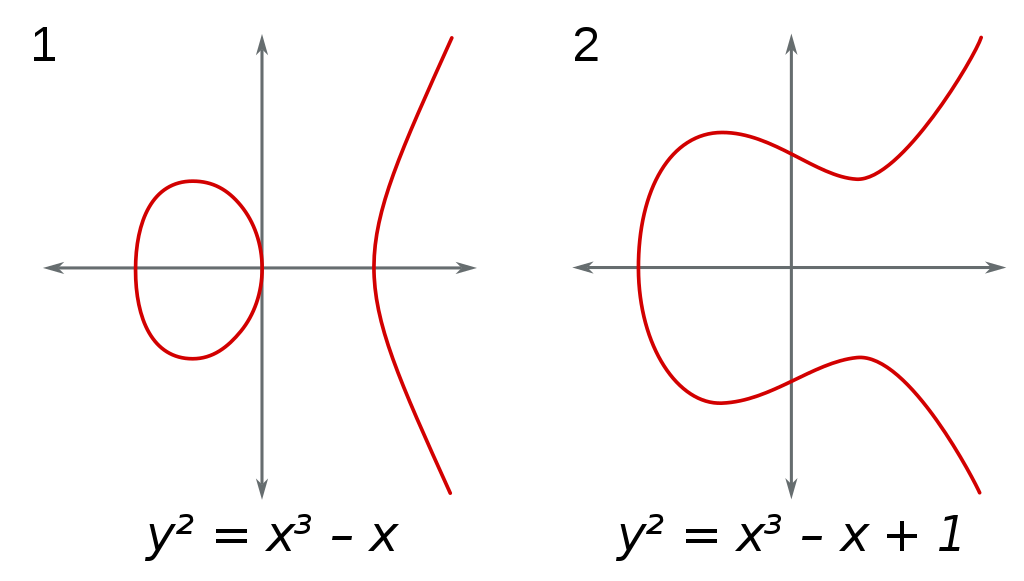 1
2
y² = x³ – x
y² = x³ – x + 1